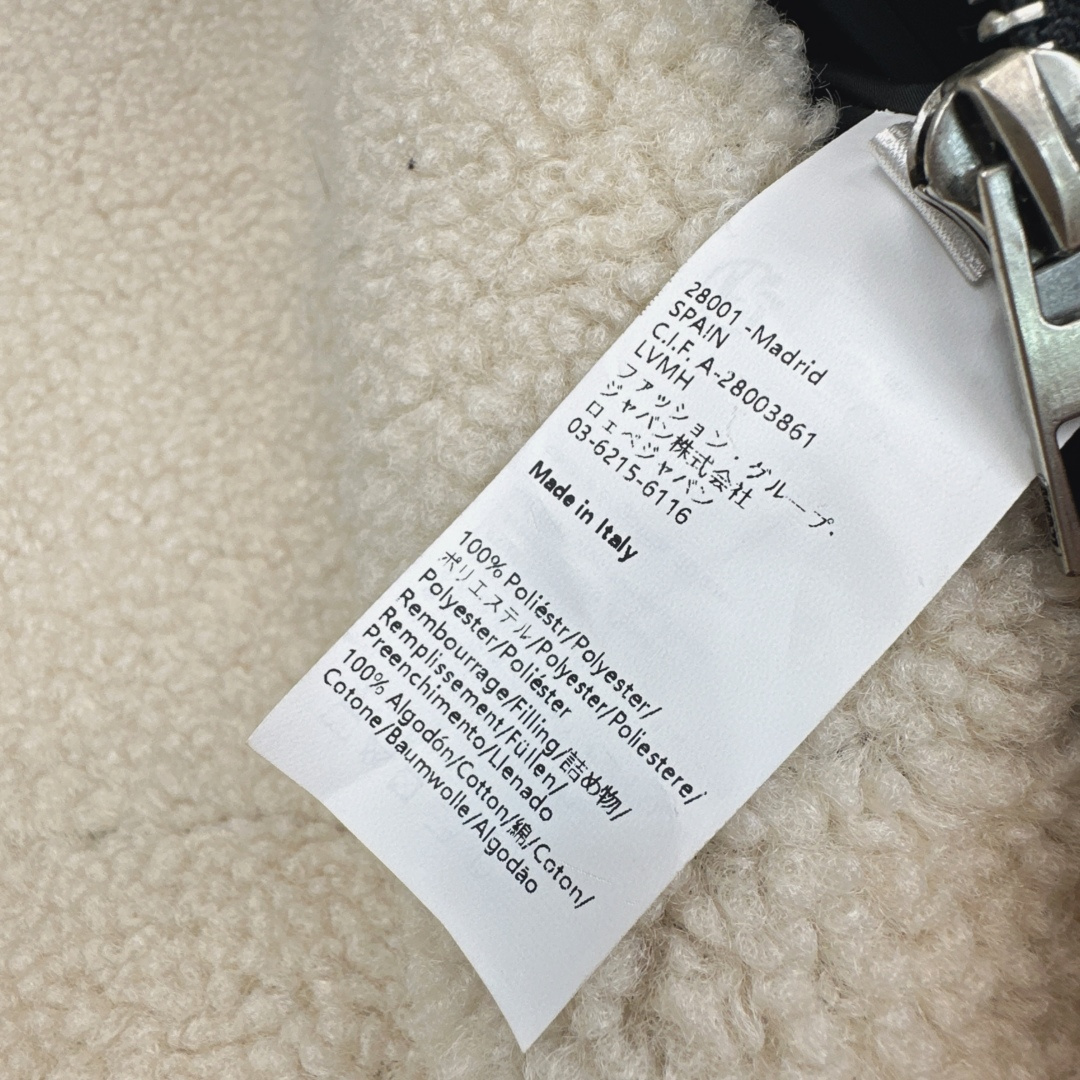 28001 -Madrid
SPAIN
C.I.F. A-28003861
LVMH
ファッション・グループ.
ジャパン株式会社
ロエベジャパン
03-6215-6116
Made in Italy
100% Poliéstr/Polyester/
ポリエステル/Polyester/Poliestere/
Polyester/Poliéster
Rembourrage/Filling/詰め物/
Remplissement/Füllen/
Preenchimento/Llenado
100% Algodón/Cotton/綿/Coton/
Cotone/Baumwolle/Algodão